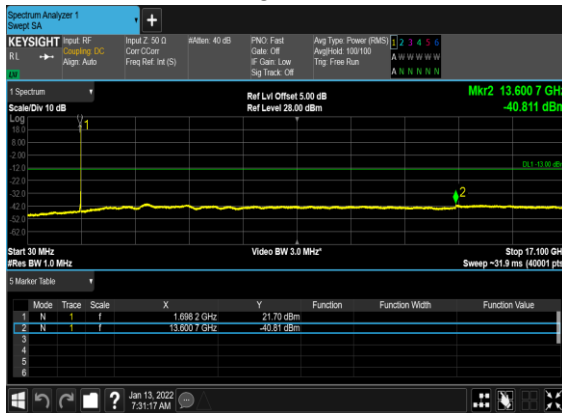 Spectrum Analyzer 1
Swept SA
+
KEYSIGHT Input: RF Input Z: 50 Ω #Atten: 40 dB PNO: Fast Avg Type: Power (RMS) 1 2 3 4 5 6
RL Coupling: DC Corr CCorr Gate: Off Avg|Hold: 100/100 A W W W W W
Align: Auto Freq Ref: Int (S) IF Gain: Low Trig: Free Run
Sig Track: Off A N N N N N
1 Spectrum Ref Lvl Offset 5.00 dB Mkr2 13.600 7 GHz
Scale/Div 10 dB Ref Level 28.00 dBm -40.811 dBm
Log
1
18.0
8.00
-2.00
-12.0 DL1 -13.00 dBm
-22.0
-32.0 2
-42.0
-52.0
-62.0
Start 30 MHz Video BW 3.0 MHz* Stop 17.100 GHz
#Res BW 1.0 MHz Sweep ~31.9 ms (40001 pts)
5 Marker Table
Mode Trace Scale X Y Function Function Width Function Value
1 N 1 f 1.698 2 GHz 21.70 dBm
2 N 1 f 13.600 7 GHz -40.81 dBm
3
4
5
6
? Jan 13, 2022
7:31:17 AM